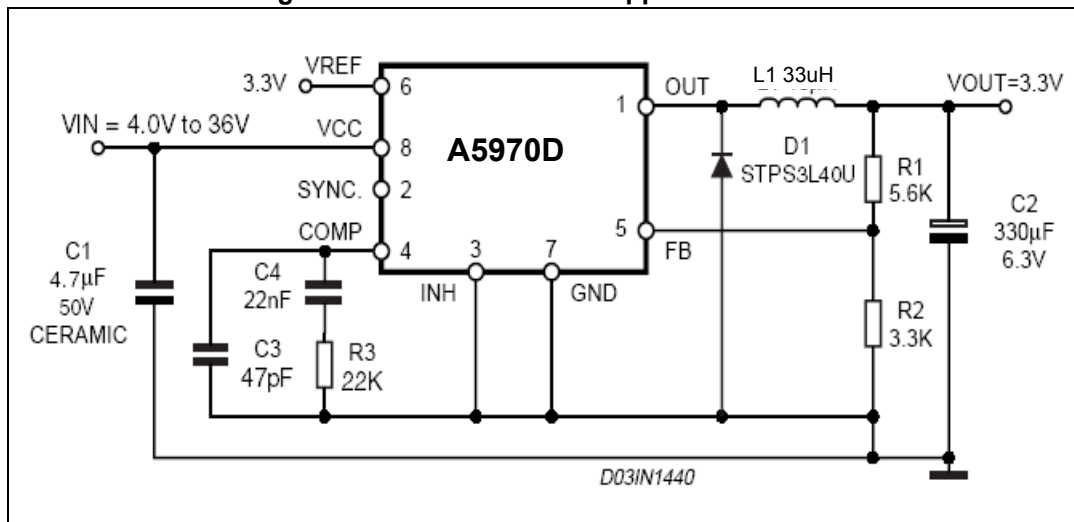 VREF
3.3V
6
VIN = 4.0V to 36V
VCC
8
A5970D
SYNC.
2
COMP
4
3
7
INH
GND
1
OUT
L1 33uH
VOUT=3.3V
D1
STPS3L40U
R1
5.6K
5
FB
C2
330μF
6.3V
R2
3.3K
C1
4.7μF
50V
CERAMIC
C4
22nF
C3
47pF
R3
22K
D03IN1440